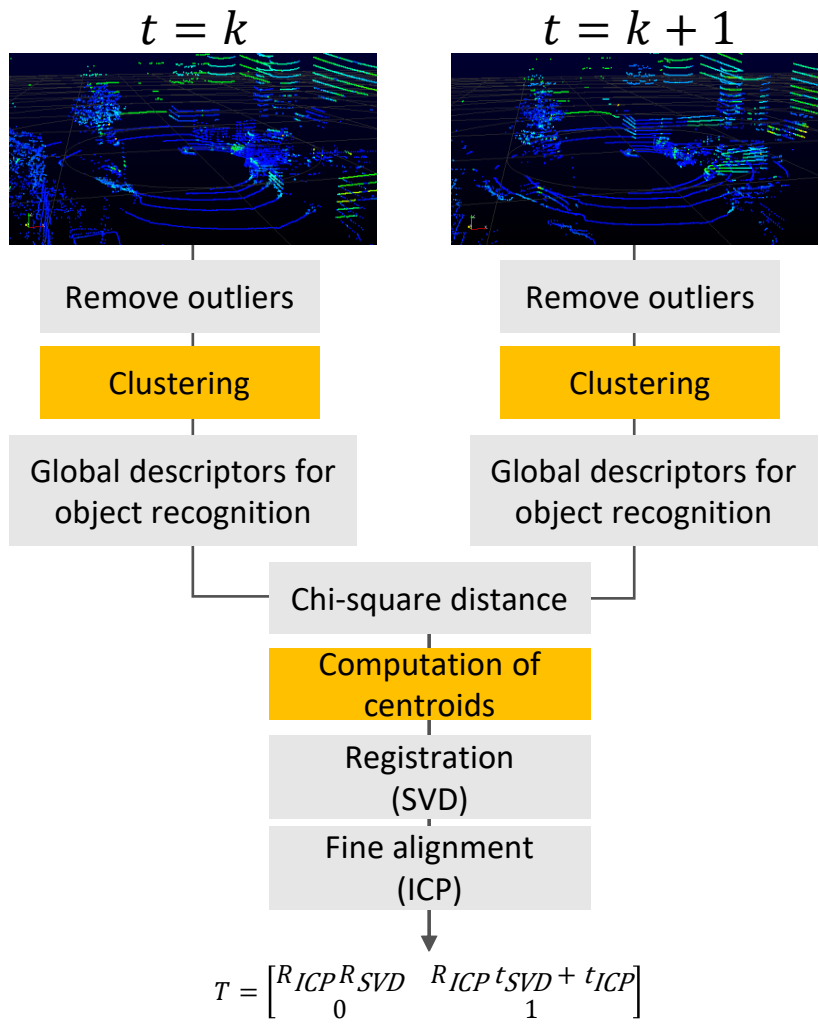 t = k
t = k + 1
Remove outliers
Remove outliers
Clustering
Clustering
Global descriptors for
object recognition
Global descriptors for
object recognition
Chi-square distance
Computation of
centroids
Registration
(SVD)
Fine alignment
(ICP)
T = [R_ICP R_SVD R_ICP t_SVD + t_ICP]
0 1